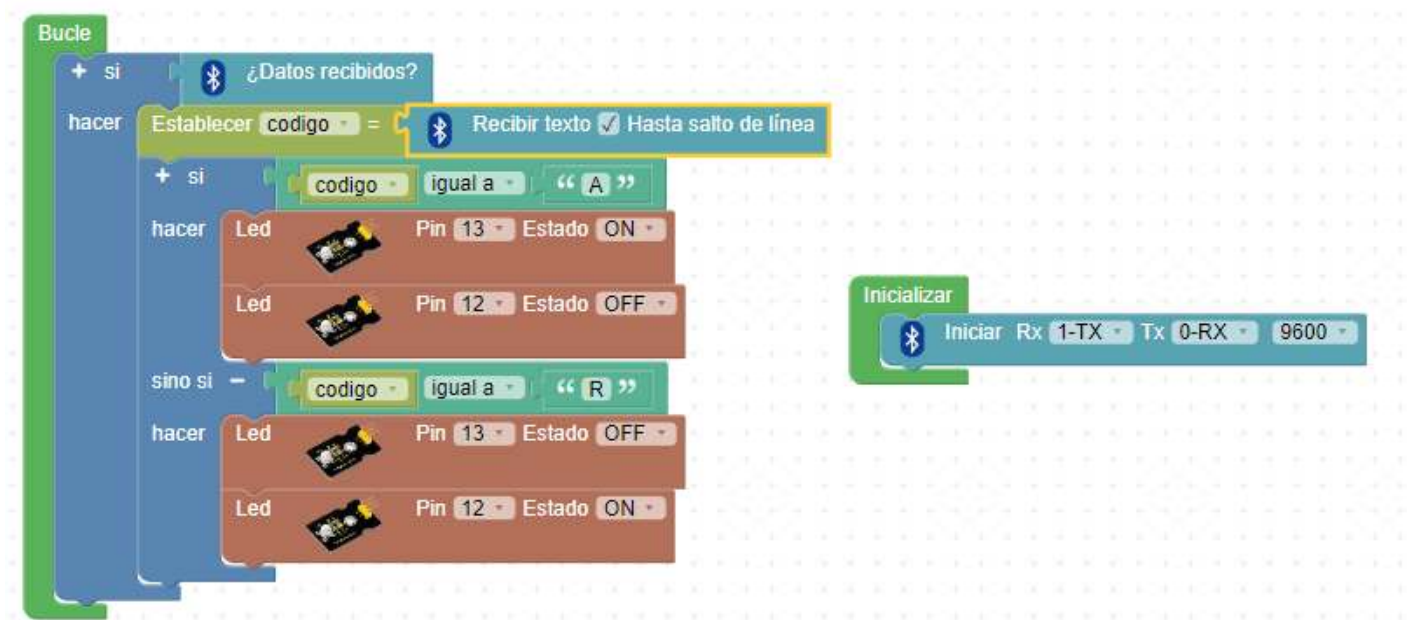 Bucle
+ si ¿Datos recibidos?
hacer Establecer codigo = Recibir texto Hasta salto de línea
+ si codigo igual a “ A ”
hacer Led Pin 13 Estado ON
Led Pin 12 Estado OFF
sino si - codigo igual a “ R ”
hacer Led Pin 13 Estado OFF
Led Pin 12 Estado ON
Inicializar
Iniciar Rx 1-TX Tx 0-RX 9600